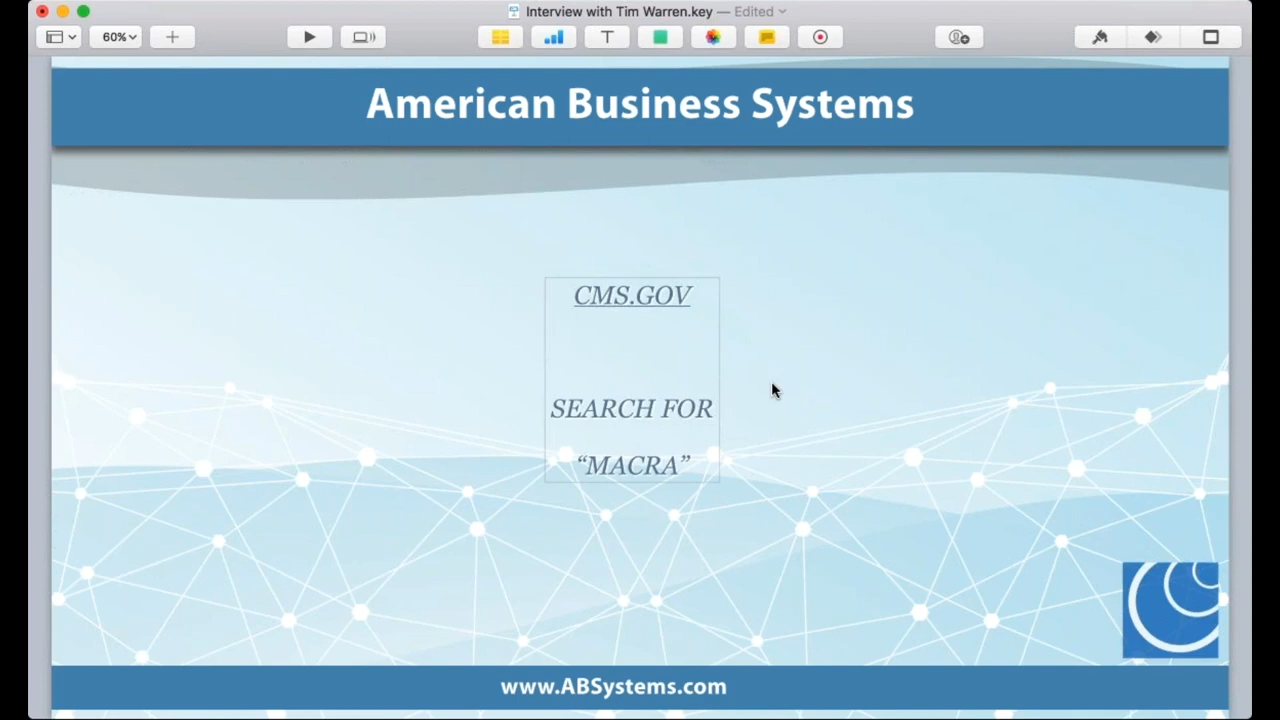 Interview with Tim Warren.key — Edited
60%
American Business Systems
CMS.GOV
SEARCH FOR
“MACRA”
www.ABSystems.com